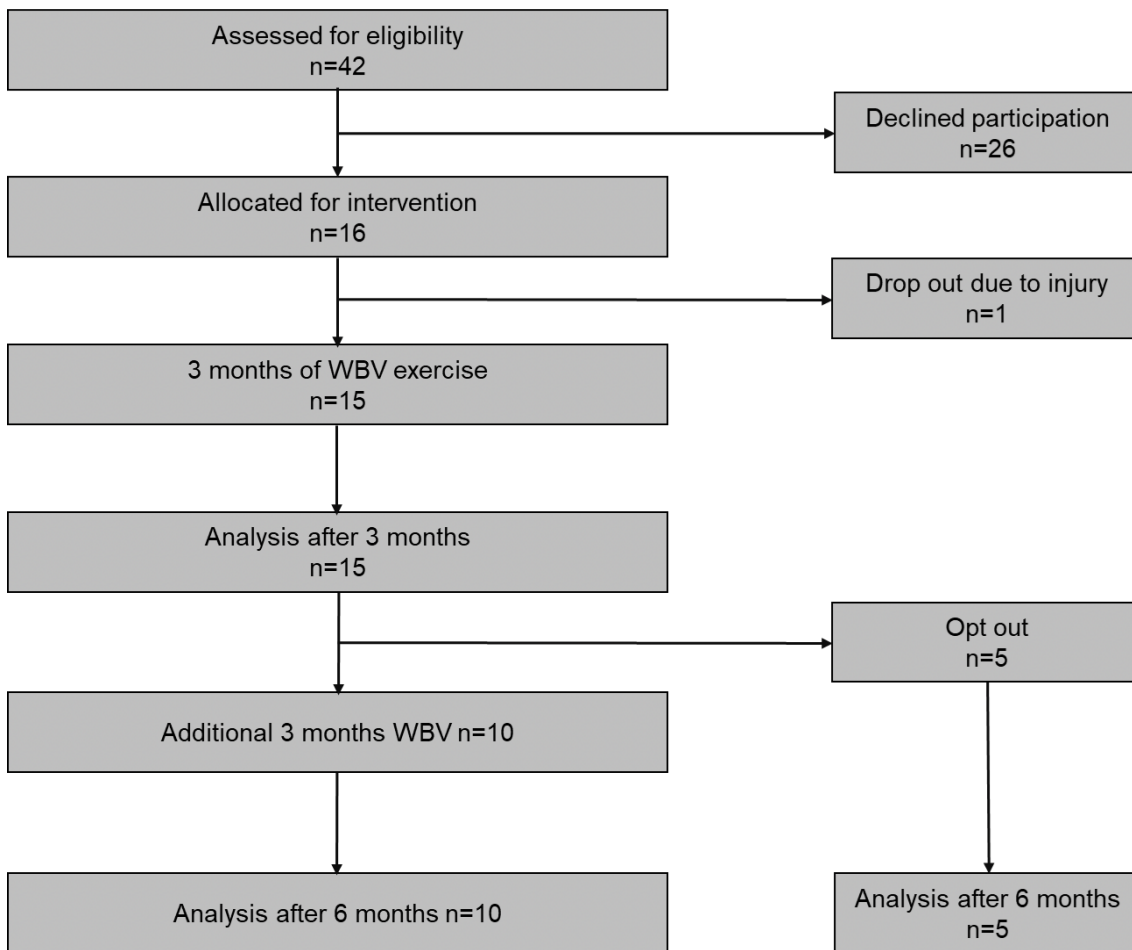 Assessed for eligibility
n=42
Declined participation
n=26
Allocated for intervention
n=16
Drop out due to injury
n=1
3 months of WBV exercise
n=15
Analysis after 3 months
n=15
Opt out
n=5
Additional 3 months WBV n=10
Analysis after 6 months n=10
Analysis after 6 months
n=5